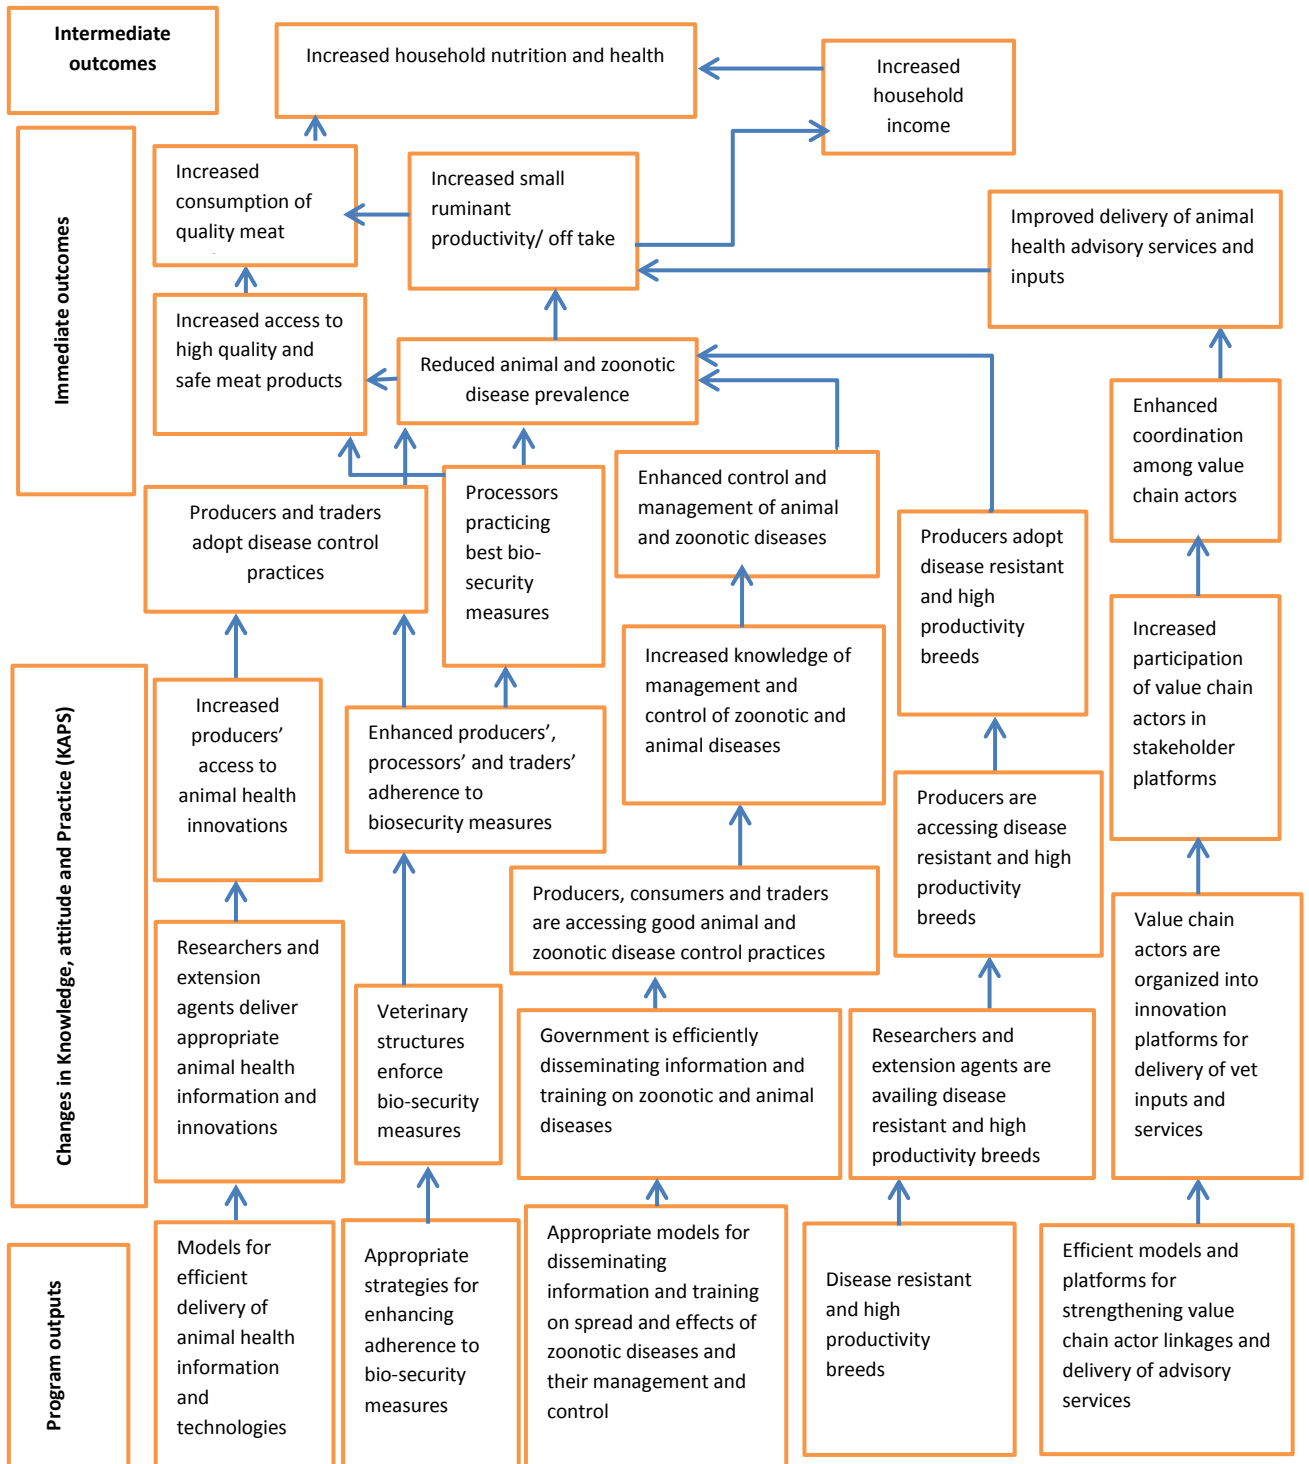 Intermediate
outcomes
Increased household nutrition and health
Increased
household
income
Immediate outcomes
Increased
consumption of
quality meat
Increased small
ruminant
productivity/ off take
Improved delivery of animal
health advisory services and
inputs
Increased access to
high quality and
safe meat products
Reduced animal and zoonotic
disease prevalence
Enhanced
coordination
among value
chain actors
Producers and traders
adopt disease control
practices
Processors
practicing
best bio-
security
measures
Enhanced control and
management of animal
and zoonotic diseases
Producers adopt
disease resistant
and high
productivity
breeds
Increased
participation
of value chain
actors in
stakeholder
platforms
Changes in Knowledge, attitude and Practice (KAPS)
Increased
producers’
access to
animal health
innovations
Enhanced producers’,
processors’ and traders’
adherence to
biosecurity measures
Increased knowledge of
management and
control of zoonotic and
animal diseases
Producers are
accessing disease
resistant and high
productivity
breeds
Producers, consumers and traders
are accessing good animal and
zoonotic disease control practices
Researchers and
extension
agents deliver
appropriate
animal health
information and
innovations
Veterinary
structures
enforce
bio-security
measures
Government is efficiently
disseminating information and
training on zoonotic and animal
diseases
Researchers and
extension agents are
availing disease
resistant and high
productivity breeds
Value chain
actors are
organized into
innovation
platforms for
delivery of vet
inputs and
services
Program outputs
Models for
efficient
delivery of
animal health
information
and
technologies
Appropriate
strategies for
enhancing
adherence to
bio-security
measures
Appropriate models for
disseminating
information and training
on spread and effects of
zoonotic diseases and
their management and
control
Disease resistant
and high
productivity
breeds
Efficient models and
platforms for
strengthening value
chain actor linkages and
delivery of advisory
services